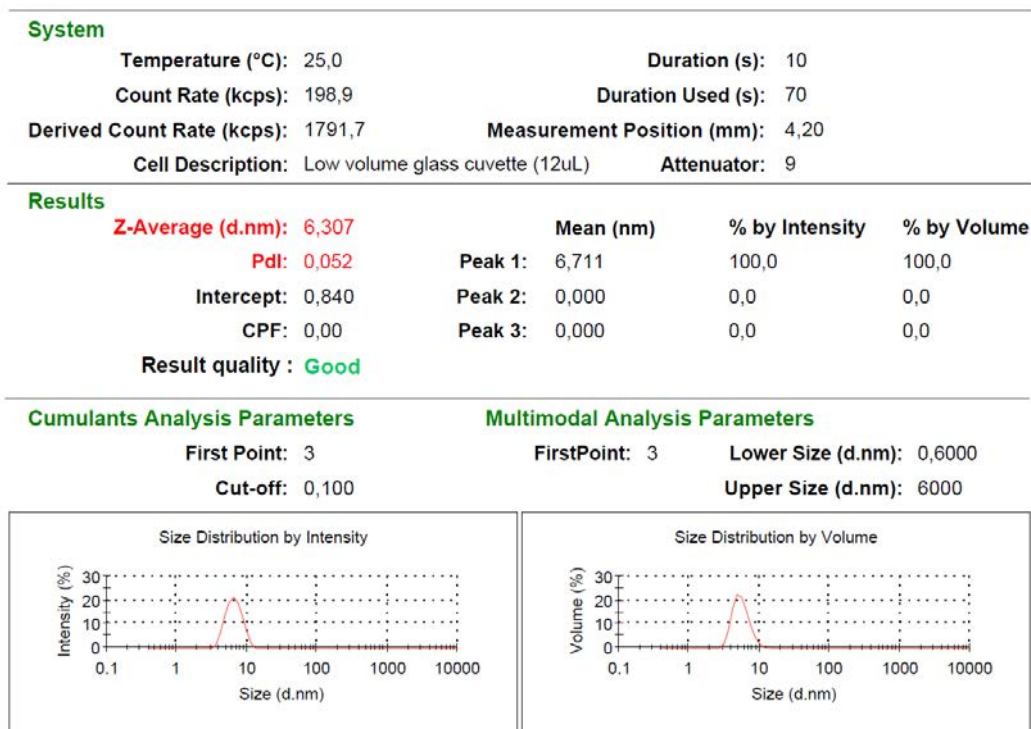 System
Temperature (°C): 25,0 Duration (s): 10
Count Rate (kcps): 198,9 Duration Used (s): 70
Derived Count Rate (kcps): 1791,7 Measurement Position (mm): 4,20
Cell Description: Low volume glass cuvette (12uL) Attenuator: 9
Results
Z-Average (d.nm): 6,307 Mean (nm) % by Intensity % by Volume
PdI: 0,052 Peak 1: 6,711 100,0 100,0
Intercept: 0,840 Peak 2: 0,000 0,0 0,0
CPF: 0,00 Peak 3: 0,000 0,0 0,0
Result quality : Good
Cumulants Analysis Parameters Multimodal Analysis Parameters
First Point: 3 FirstPoint: 3 Lower Size (d.nm): 0,6000
Cut-off: 0,100 Upper Size (d.nm): 6000
Size Distribution by Intensity
Intensity (%)
30
20
10
0
0.1 1 10 100 1000 10000
Size (d.nm)
Size Distribution by Volume
Volume (%)
30
20
10
0
0.1 1 10 100 1000 10000
Size (d.nm)